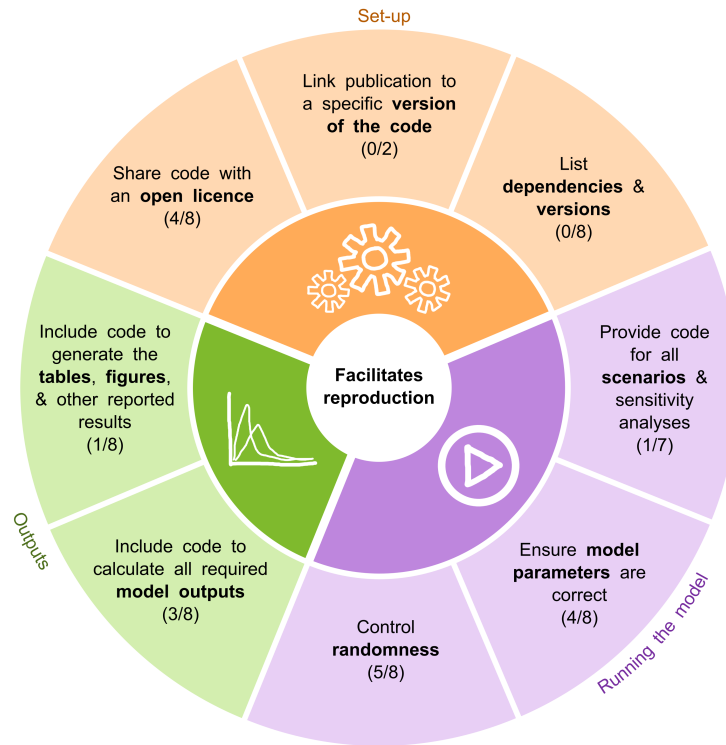 Set-up
Link publication to
a specific version
of the code
(0/2)
Share code with
an open licence
(4/8)
List
dependencies &
versions
(0/8)
Include code to
generate the
tables, figures,
& other reported
results
(1/8)
Provide code
for all
scenarios &
sensitivity
analyses
(1/7)
Facilitates
reproduction
Outputs
Include code to
calculate all required
model outputs
(3/8)
Ensure model
parameters are
correct
(4/8)
Control
randomness
(5/8)
Running the model